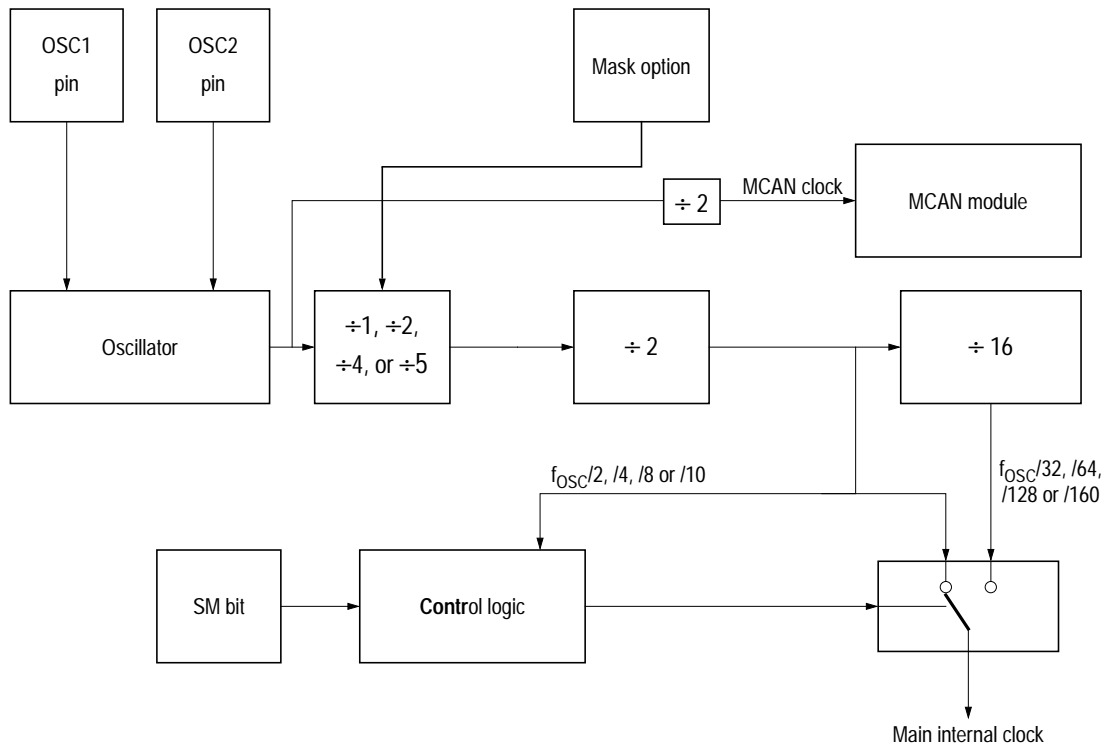 OSC1
pin
OSC2
pin
Mask option
÷ 2
MCAN clock
MCAN module
Oscillator
÷1, ÷2,
÷4, or ÷5
÷ 2
÷ 16
fOSC/2, /4, /8 or /10
fOSC/32, /64,
/128 or /160
SM bit
Control logic
Main internal clock